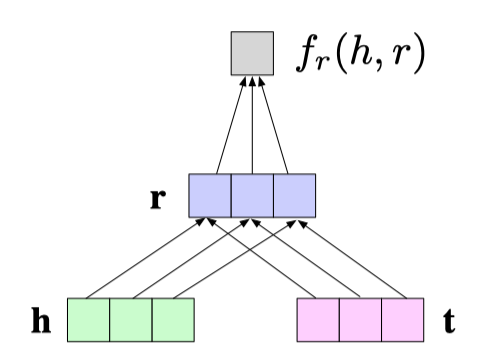 f_r(h, r)
r
h t